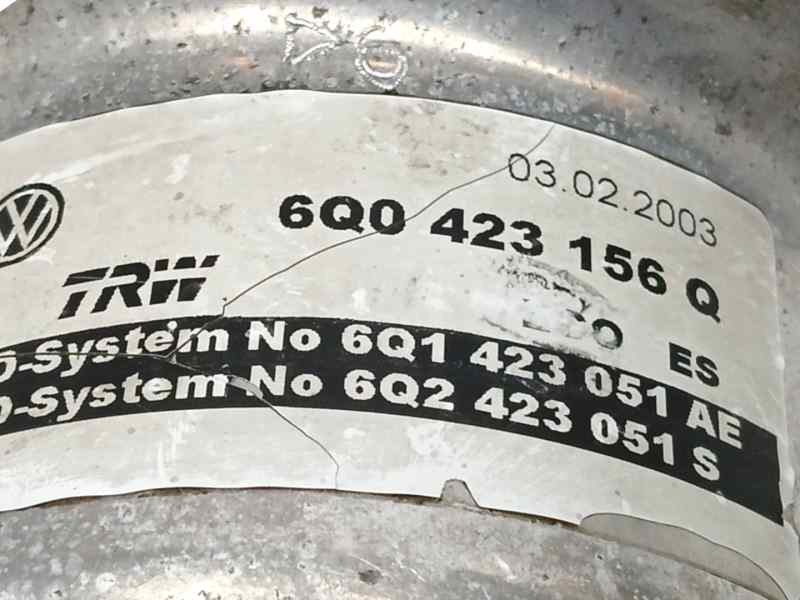 03.02.2003
6Q0 423 156 Q
TRW
ES
-System No 6Q1 423 051 AE
-System No 6Q2 423 051 S